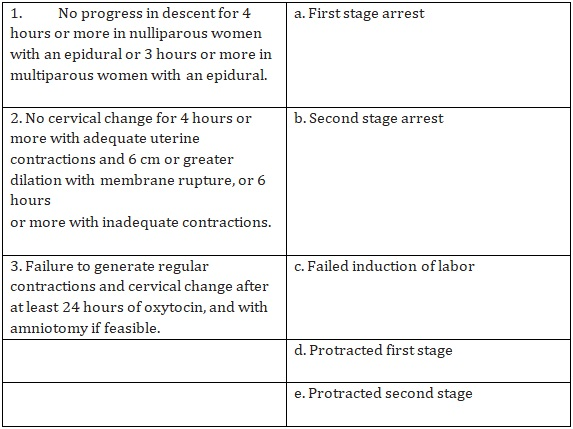 1. No progress in descent for 4
hours or more in nulliparous women
with an epidural or 3 hours or more in
multiparous women with an epidural.
a. First stage arrest
2. No cervical change for 4 hours or
more with adequate uterine
contractions and 6 cm or greater
dilation with membrane rupture, or 6
hours
or more with inadequate contractions.
b. Second stage arrest
3. Failure to generate regular
contractions and cervical change after
at least 24 hours of oxytocin, and with
amniotomy if feasible.
c. Failed induction of labor
d. Protracted first stage
e. Protracted second stage